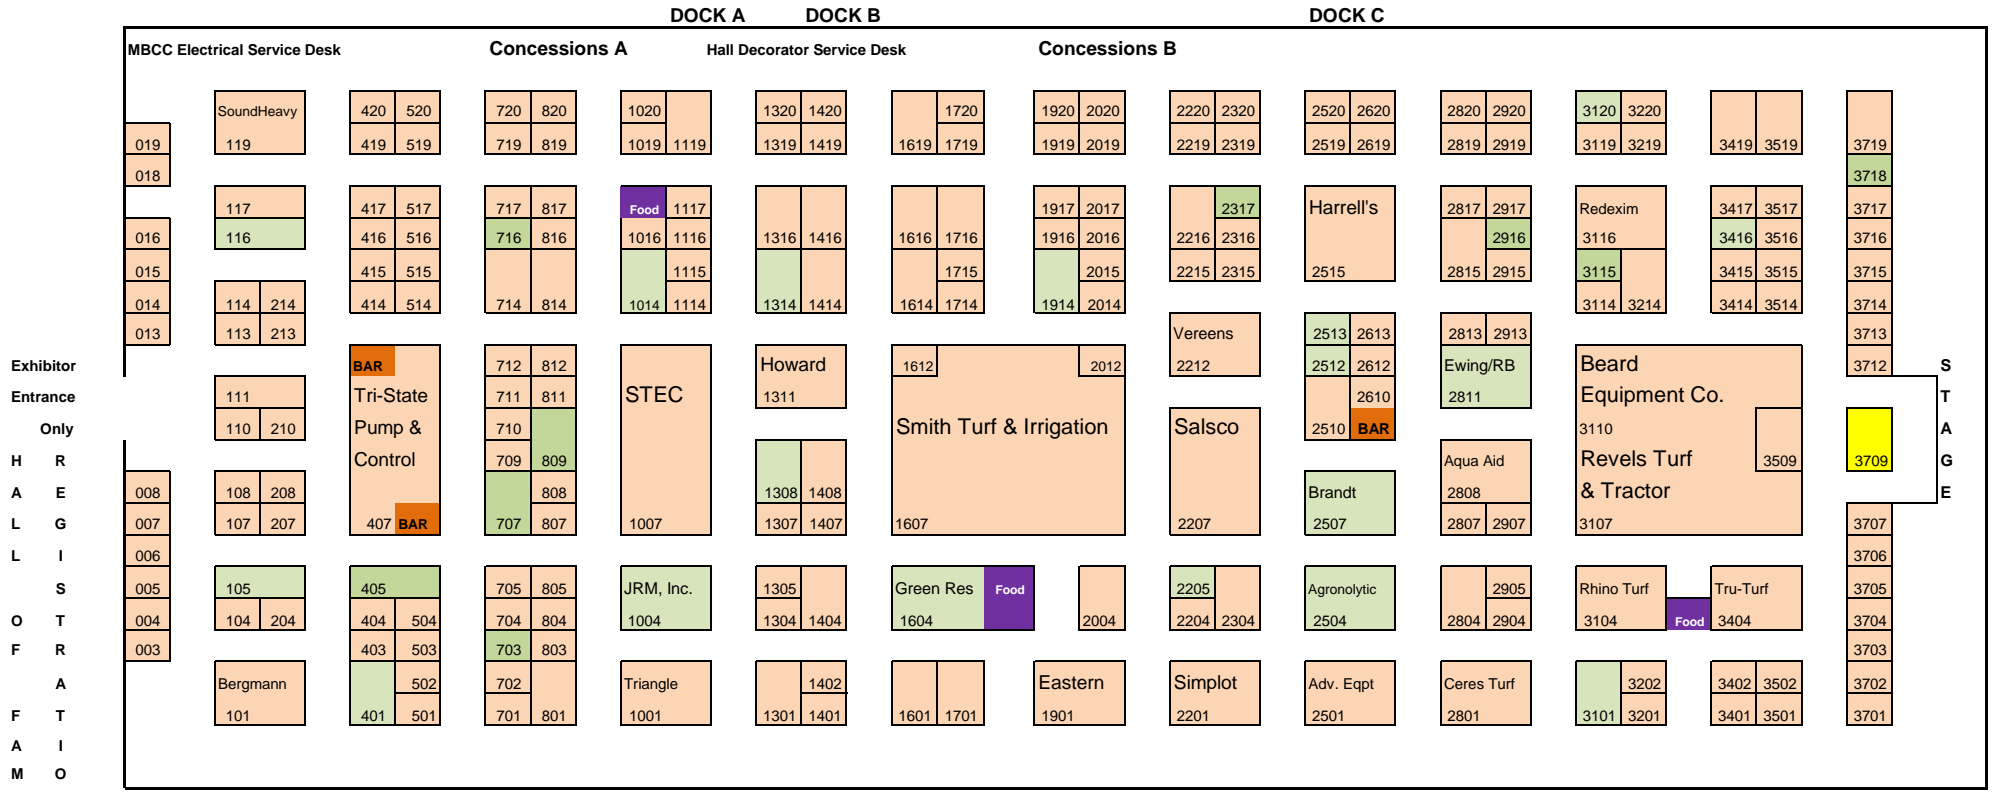 DOCK A DOCK B DOCK C
MBCC Electrical Service Desk Concessions A Hall Decorator Service Desk Concessions B
SoundHeavy 420 520 720 820 1020 1320 1420 1720 1920 2020 2220 2320 2520 2620 2820 2920 3120 3220
019 119 419 519 719 819 1019 1119 1319 1419 1619 1719 1919 2019 2219 2319 2519 2619 2819 2919 3119 3219 3419 3519 3719
018 3718
117 417 517 717 817 Food 1117 1917 2017 2317 Harrell's 2817 2917 Redexim 3417 3517 3717
016 116 416 516 716 816 1016 1116 1316 1416 1616 1716 1916 2016 2216 2316 2916 3116 3416 3516 3716
015 415 515 1115 1715 2015 2215 2315 2515 2815 2915 3115 3415 3515 3715
014 114 214 414 514 714 814 1014 1114 1314 1414 1614 1714 1914 2014 3114 3214 3414 3514 3714
013 113 213 Vereens 2513 2613 2813 2913 3713
Exhibitor BAR 712 812 Howard 1612 2012 2212 2512 2612 Ewing/RB Beard 3712 S
Entrance 111 Tri-State 711 811 STEC 1311 2610 2811 Equipment Co. T
Only 110 210 Pump & 710 Smith Turf & Irrigation Salsco 2510 BAR 3110 A
H R Control 709 809 Aqua Aid Revels Turf 3509 3709 G
A E 008 108 208 808 1308 1408 Brandt 2808 & Tractor E
L G 007 107 207 407 BAR 707 807 1007 1307 1407 1607 2207 2507 2807 2907 3107 3707
L I 006 3706
S 005 105 405 705 805 JRM, Inc. 1305 Green Res Food 2205 Agronolytic 2905 Rhino Turf Tru-Turf 3705
O T 004 104 204 404 504 704 804 1004 1304 1404 1604 2004 2204 2304 2504 2804 2904 3104 Food 3404 3704
F R 003 403 503 703 803 3703
A Bergmann 502 702 Triangle 1402 Eastern Simplot Adv. Eqpt Ceres Turf 3202 3402 3502 3702
F T 101 401 501 701 801 1001 1301 1401 1601 1701 1901 2201 2501 2801 3101 3201 3401 3501 3701
A I
M O